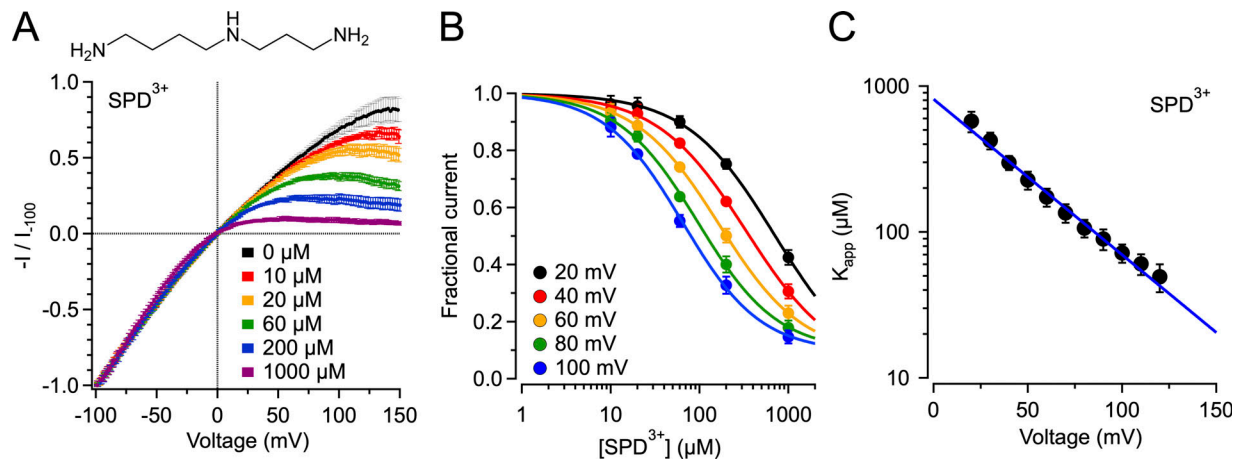 A
H₂N
H
N
NH₂
SPD³⁺
1.0
0.5
0.0
-0.5
-1.0
-I / I₋₁₀₀
0 µM
10 µM
20 µM
60 µM
200 µM
1000 µM
-100
-50
0
50
100
150
Voltage (mV)
B
1.0
0.8
0.6
0.4
0.2
0.0
Fractional current
20 mV
40 mV
60 mV
80 mV
100 mV
1
10
100
1000
[SPD³⁺] (µM)
C
SPD³⁺
1000
100
10
K_app (µM)
0
50
100
150
Voltage (mV)